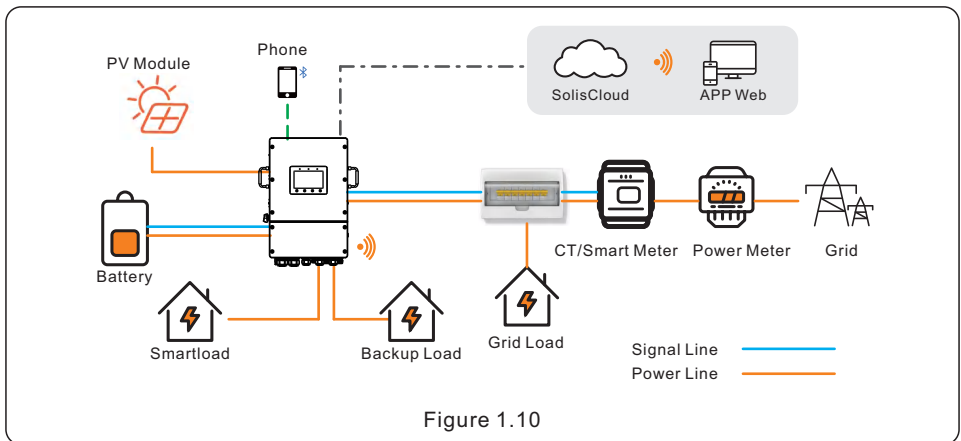 Phone
PV Module
SolisCloud
APP Web
Battery
CT/Smart Meter
Power Meter
Grid
Smartload
Backup Load
Grid Load
Signal Line
Power Line
Figure 1.10